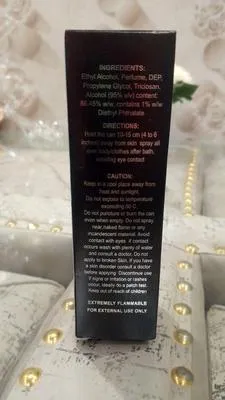 INGREDIENTS:
Ethyl Alcohol, Perfume, DEP,
Propylene Glycol, Triclosan,
Alcohol (95% v/v) content:
86.45% w/w, contains 1% w/w
Diethyl Phthalate
DIRECTIONS:
Hold the can 10-15 cm (4 to 6
inches) away from skin spray all
over body/clothes after bath,
avoiding eye contact
CAUTION:
Keep in a cool place away from
heat and sunlight.
Do not expose to temperature
exceeding 50 C.
Do not puncture or burn the can
even when empty. Do not spray
near naked flame or any
incandescent material. Avoid
contact with eyes. if contact
occurs wash with plenty of water
and consult a doctor. Do not
apply to broken Skin. If you have
a skin disorder consult a doctor
before applying. Discontinue use
if signs or irritation or rashes
occur, ideally do a patch test.
Keep out of reach of children
EXTREMELY FLAMMABLE
FOR EXTERNAL USE ONLY